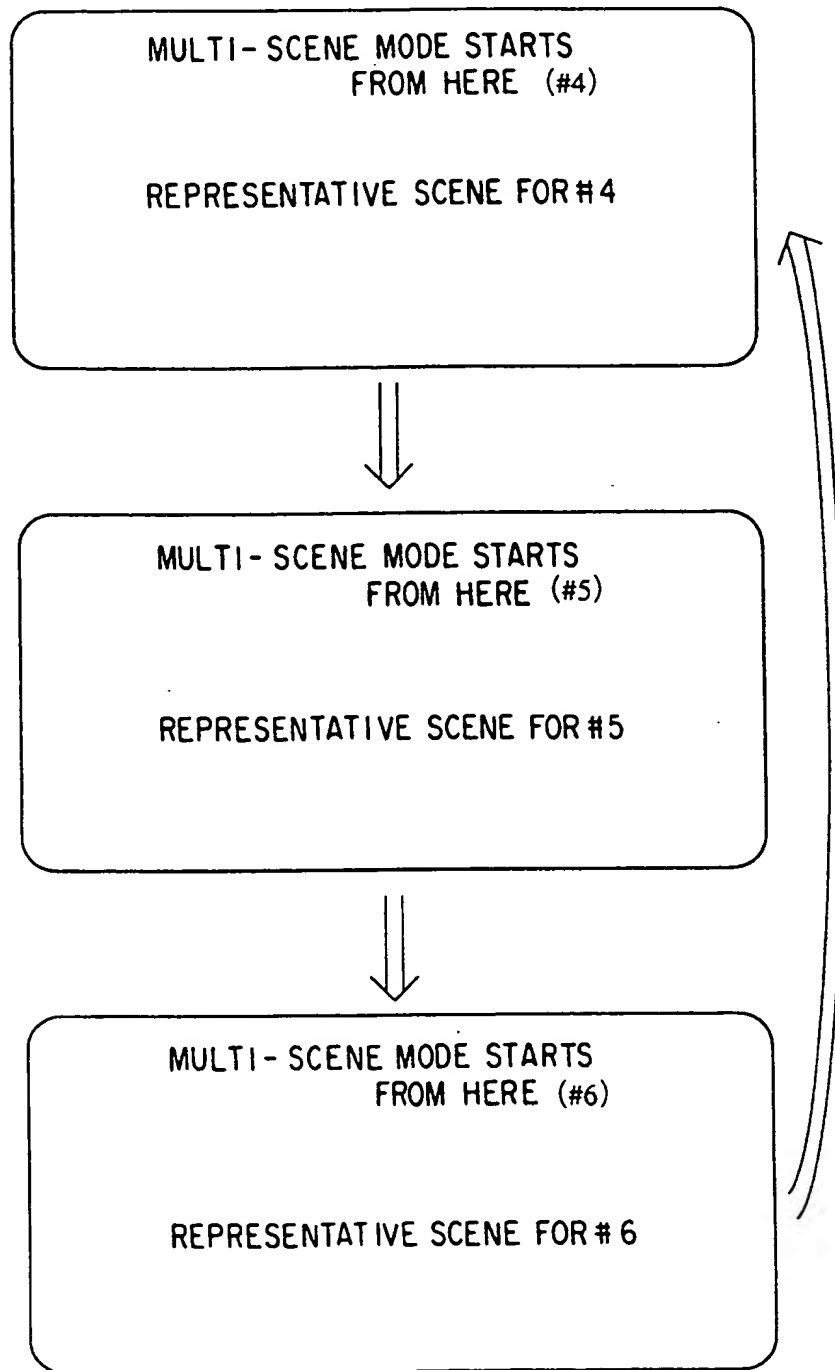 MULTI-SCENE MODE STARTS
FROM HERE (#4)
REPRESENTATIVE SCENE FOR #4
MULTI-SCENE MODE STARTS
FROM HERE (#5)
REPRESENTATIVE SCENE FOR #5
MULTI-SCENE MODE STARTS
FROM HERE (#6)
REPRESENTATIVE SCENE FOR #6